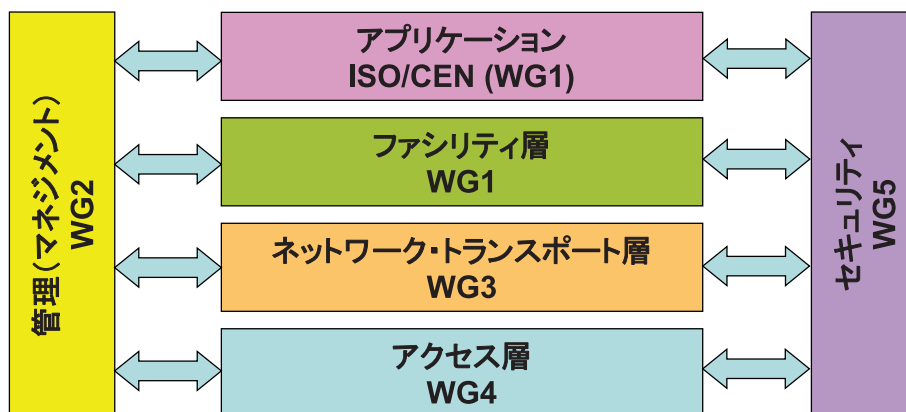 管理(マネジメント)
WG2
アプリケーション
ISO/CEN (WG1)
ファシリティ層
WG1
ネットワーク・トランスポート層
WG3
アクセス層
WG4
セキュリティ
WG5